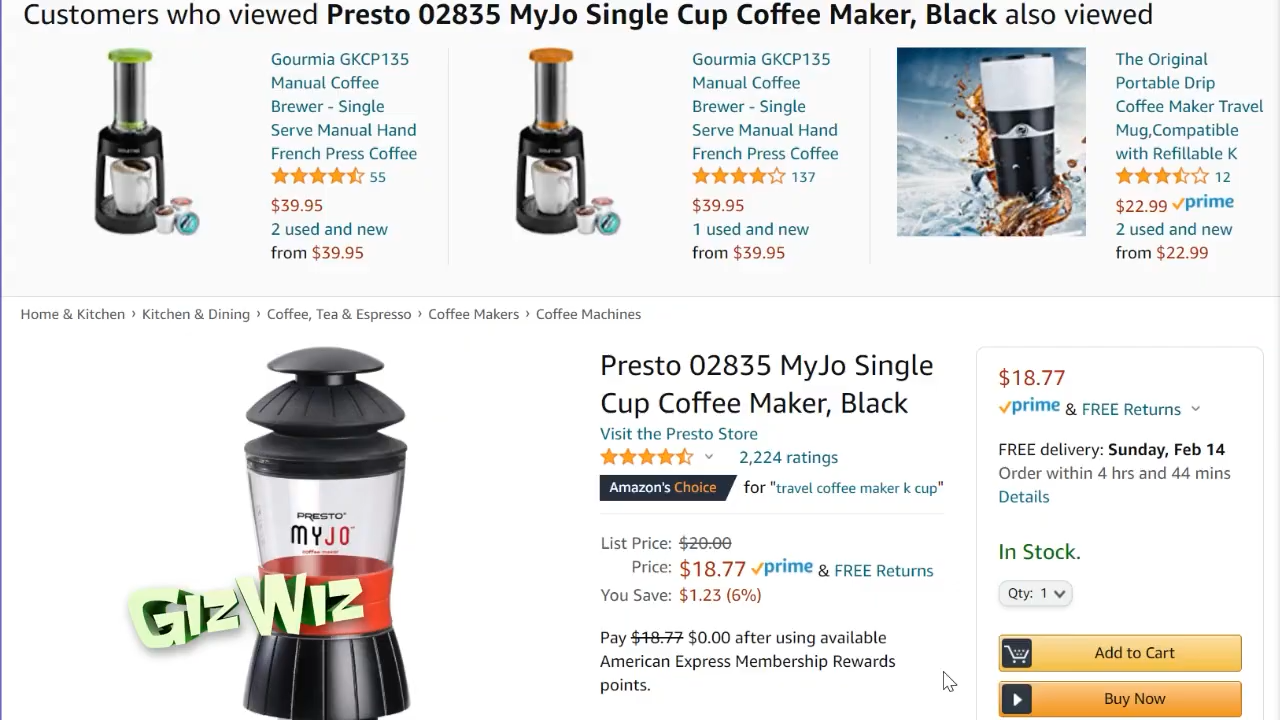 Customers who viewed Presto 02835 MyJo Single Cup Coffee Maker, Black also viewed
Gourmia GKCP135
Manual Coffee
Brewer - Single
Serve Manual Hand
French Press Coffee
55
$39.95
2 used and new
from $39.95
Gourmia GKCP135
Manual Coffee
Brewer - Single
Serve Manual Hand
French Press Coffee
137
$39.95
1 used and new
from $39.95
The Original
Portable Drip
Coffee Maker Travel
Mug,Compatible
with Refillable K
12
$22.99 prime
2 used and new
from $22.99
Home & Kitchen › Kitchen & Dining › Coffee, Tea & Espresso › Coffee Makers › Coffee Machines
PRESTO
MYJO
coffee maker
GIZWIZ
Presto 02835 MyJo Single
Cup Coffee Maker, Black
Visit the Presto Store
2,224 ratings
Amazon's Choice for "travel coffee maker k cup"
List Price: $20.00
Price: $18.77 prime & FREE Returns
You Save: $1.23 (6%)
Pay $18.77 $0.00 after using available
American Express Membership Rewards
points.
$18.77
prime & FREE Returns
FREE delivery: Sunday, Feb 14
Order within 4 hrs and 44 mins
Details
In Stock.
Qty: 1
Add to Cart
Buy Now